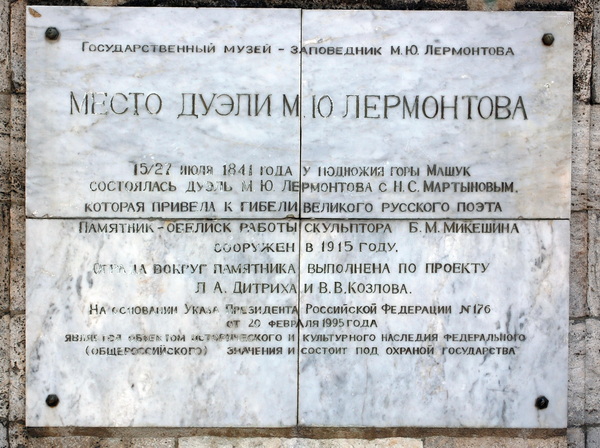 Государственный музей - заповедник М.Ю. Лермонтова
Место дуэли М.Ю Лермонтова
15/27 июля 1841 года у подножия горы Машук
состоялась дуэль М Ю Лермонтова с Н.С. Мартыновым,
которая привела к гибели великого русского поэта
Памятник-обелиск работы скульптора Б.М.Микешина
сооружен в 1915 году.
Ограда вокруг памятника выполнена по проекту
Л А. Дитриха и В.В.Козлова.
На основании Указа Президента Российской Федерации № 176
от 20 февраля 1995 года
является объектом исторического и культурного наследия федерального
(общероссийского) значения и состоит под охраной государства